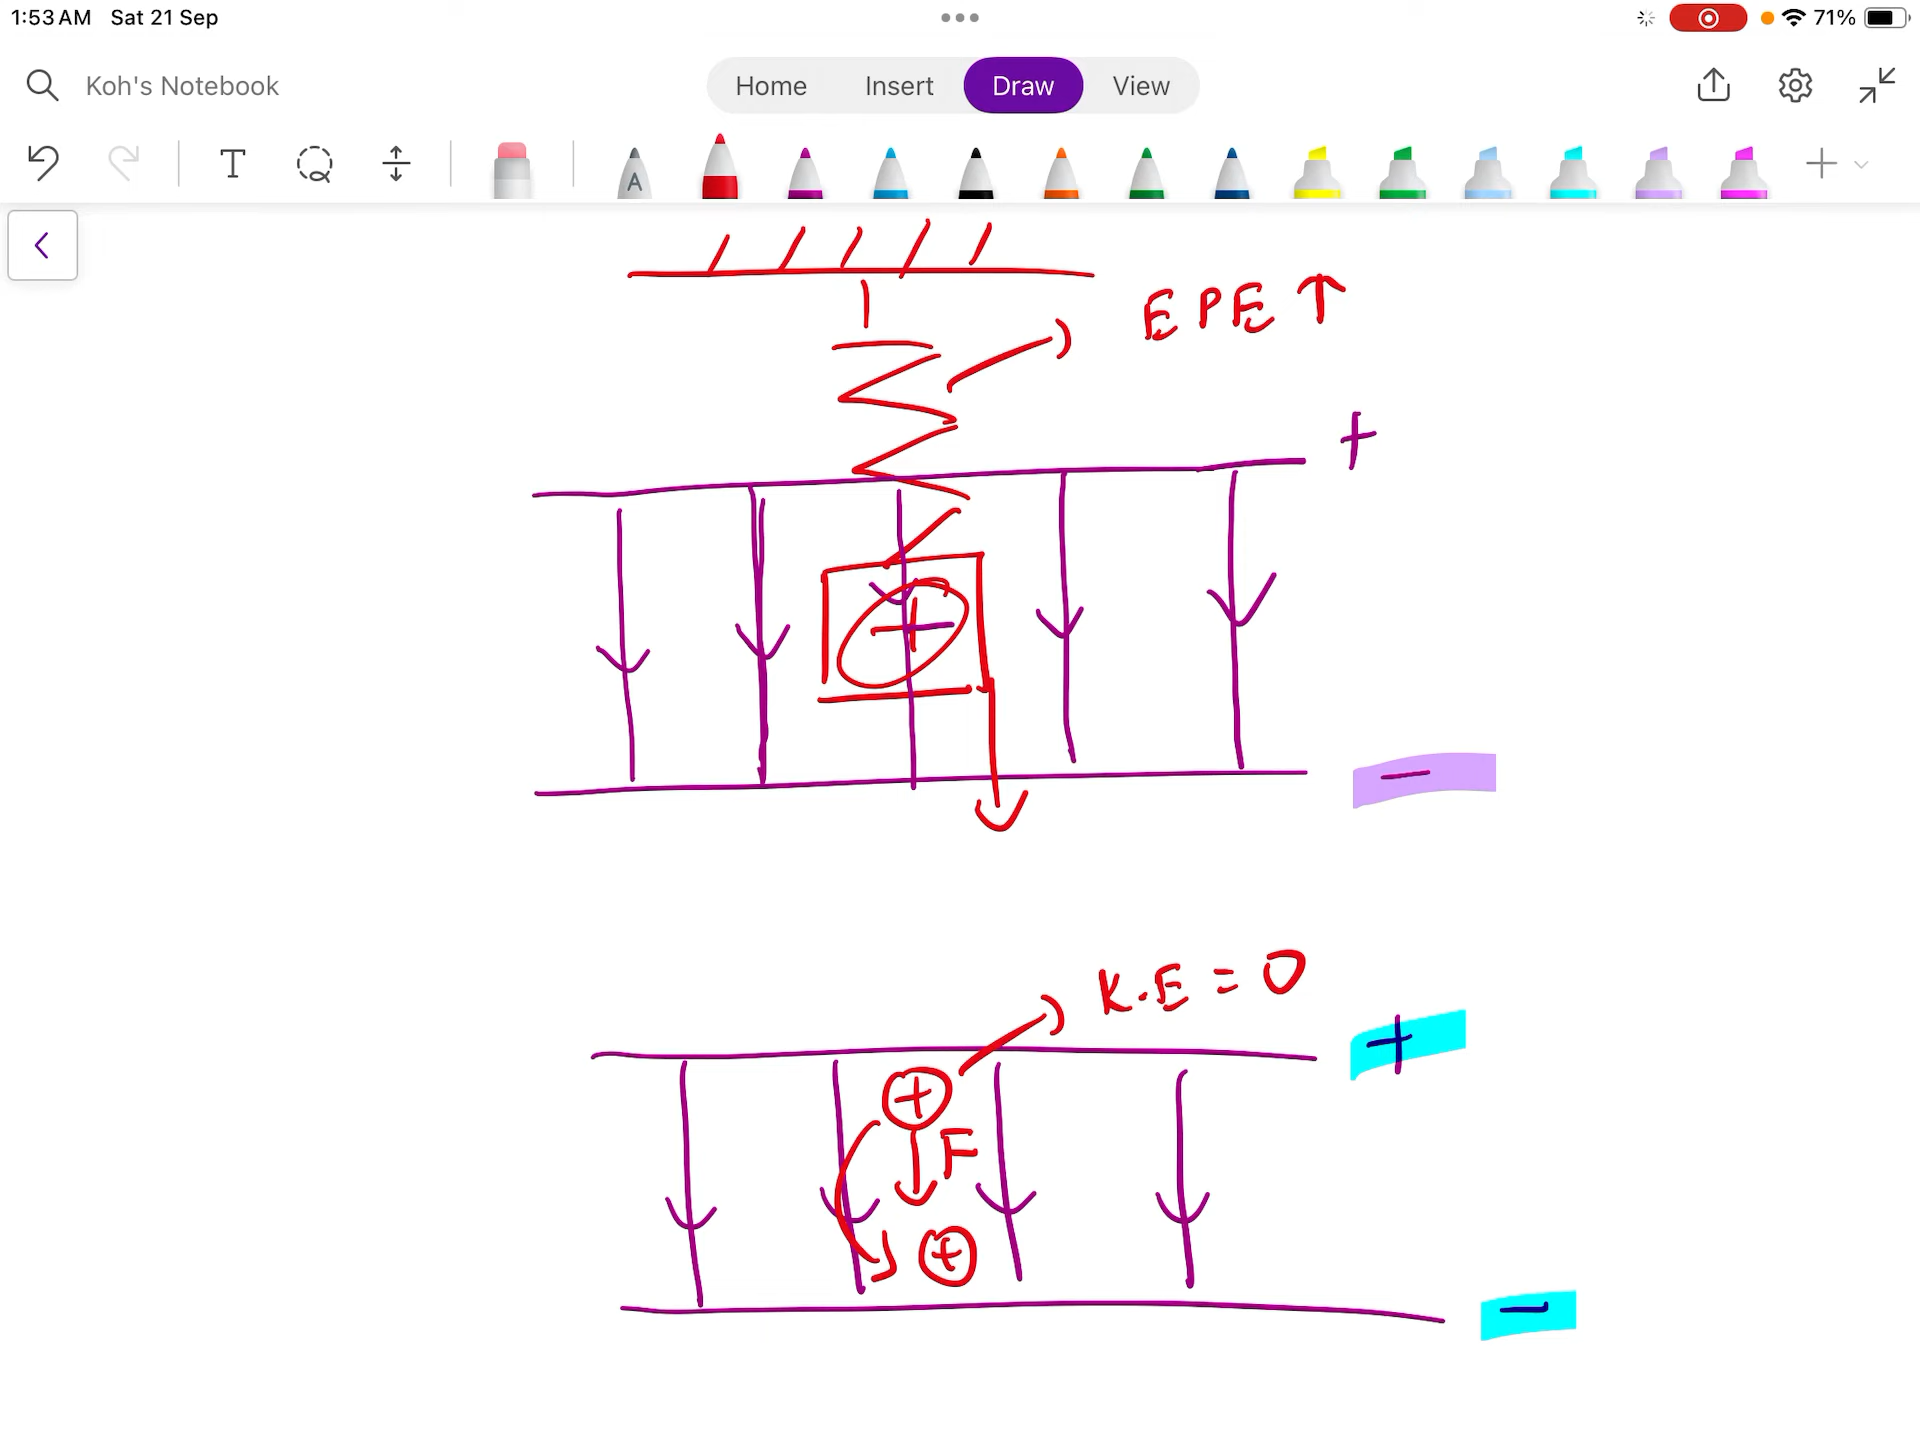 1:53 AM Sat 21 Sep
71%
Koh's Notebook
Home Insert Draw View
T
A
EPE ↑
+
+
−
K.E = 0
+
+
F
+
−